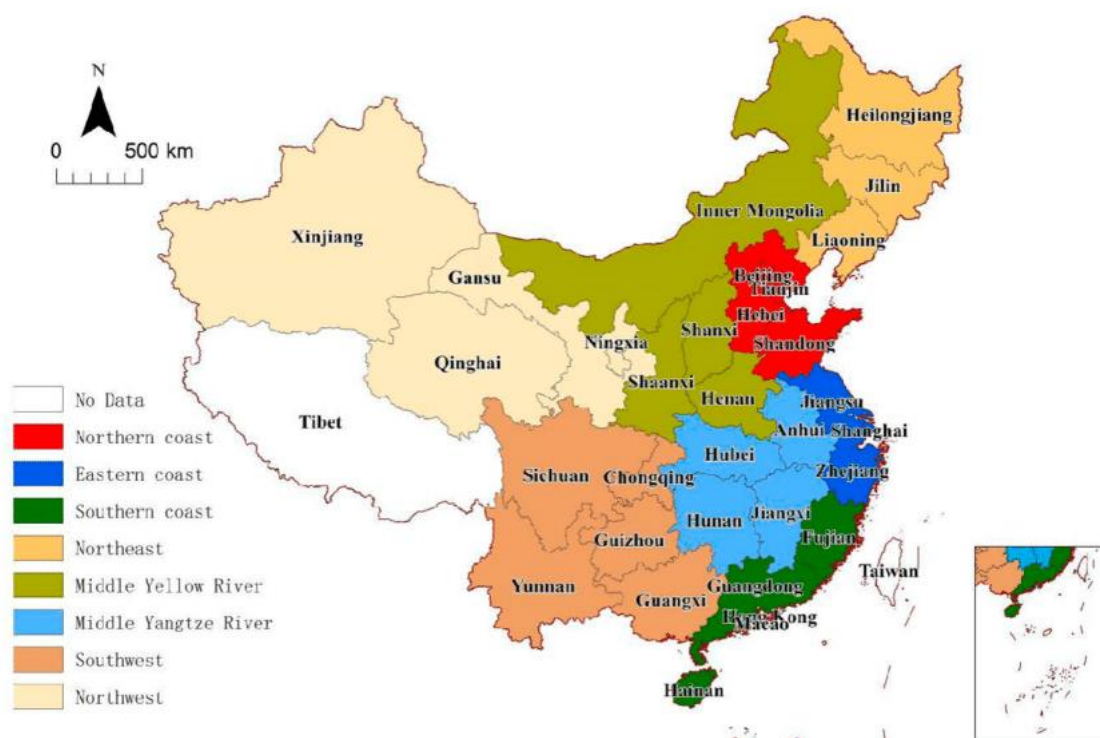 N
0 500 km
Heilongjiang
Jilin
Inner Mongolia
Liaoning
Xinjiang
Gansu
Beijing
Tianjin
Hebei
Shanxi
Shandong
Ningxia
Qinghai
Shaanxi
Henan
Jiangsu
Tibet
Anhui
Shanghai
Hubei
Zhejiang
Sichuan
Chongqing
Hunan
Jiangxi
Guizhou
Fujian
Yunnan
Guangxi
Guangdong
Taiwan
Hong Kong
Macao
Hainan
No Data
Northern coast
Eastern coast
Southern coast
Northeast
Middle Yellow River
Middle Yangtze River
Southwest
Northwest